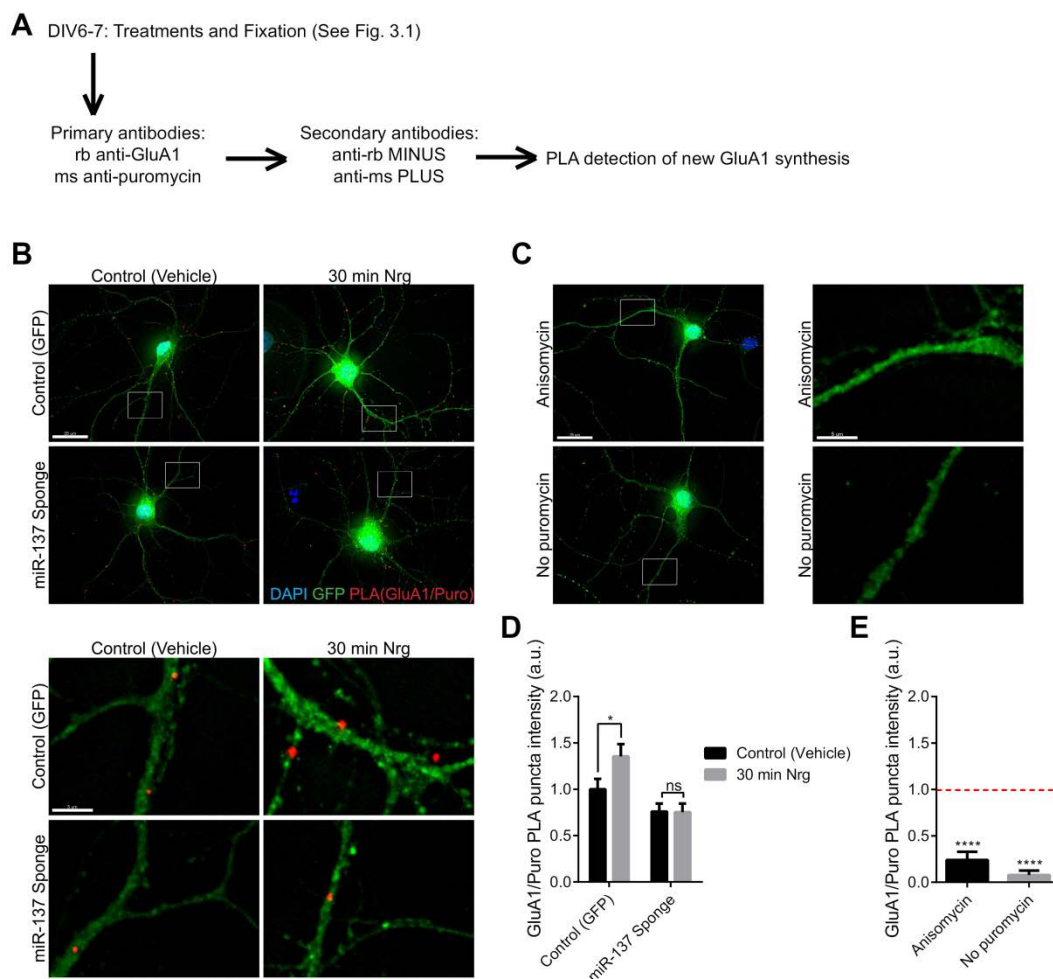 A
DIV6-7: Treatments and Fixation (See Fig. 3.1)
Primary antibodies:
rb anti-GluA1
ms anti-puromycin
Secondary antibodies:
anti-rb MINUS
anti-ms PLUS
PLA detection of new GluA1 synthesis
B
Control (Vehicle)
30 min Nrg
Control (GFP)
miR-137 Sponge
DAPI GFP PLA(GluA1/Puro)
Control (Vehicle)
30 min Nrg
Control (GFP)
miR-137 Sponge
C
Anisomycin
Anisomycin
No puromycin
No puromycin
D
GluA1/Puro PLA puncta intensity (a.u.)
2.0
1.5
1.0
0.5
0.0
*
ns
Control (GFP)
miR-137 Sponge
Control (Vehicle)
30 min Nrg
E
GluA1/Puro PLA puncta intensity (a.u.)
2.0
1.5
1.0
0.5
0.0
****
****
Anisomycin
No puromycin